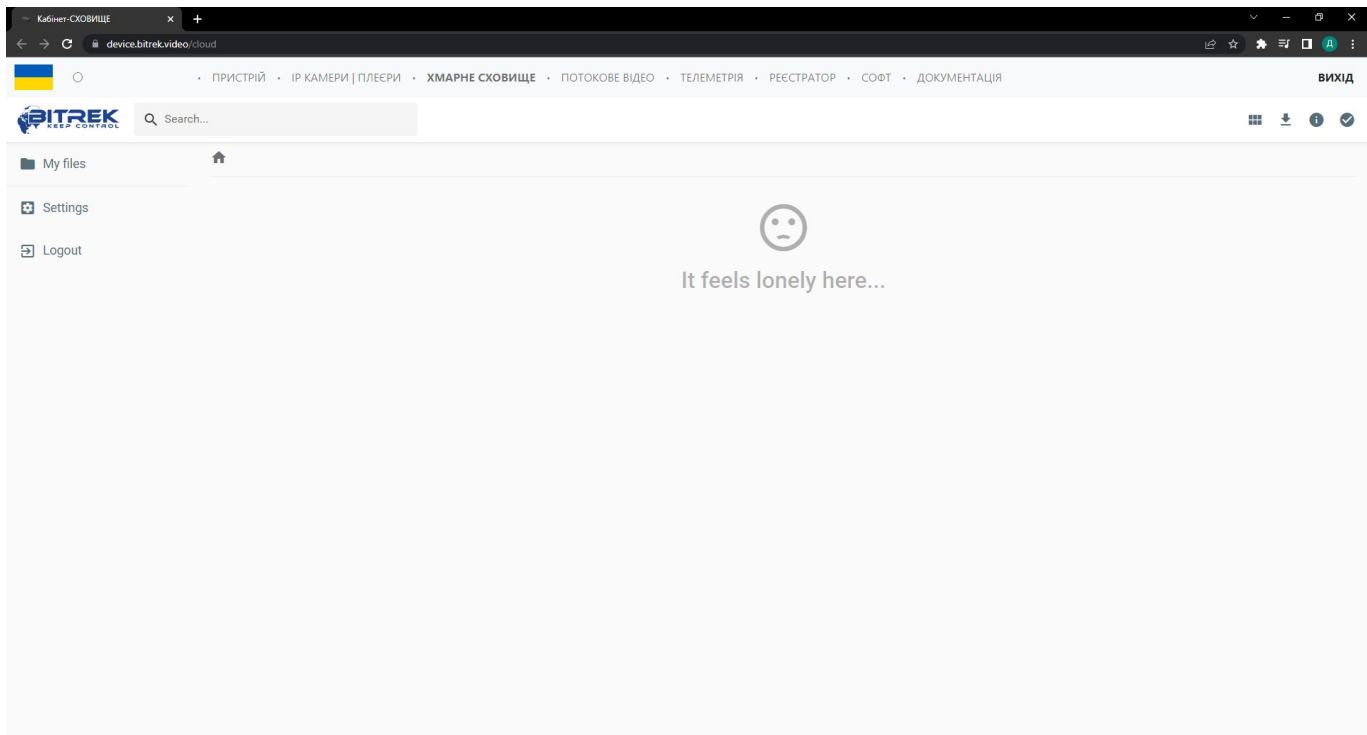 Кабінет-СХОВИЩЕ
device.bitrek.video/cloud
Д
• ПРИСТРІЙ • IP КАМЕРИ | ПЛЕЄРИ • ХМАРНЕ СХОВИЩЕ • ПОТОКОВЕ ВІДЕО • ТЕЛЕМЕТРІЯ • РЕЄСТРАТОР • СОФТ • ДОКУМЕНТАЦІЯ ВИХІД
BITREK
KEEP CONTROL
Search...
My files
Settings
Logout
It feels lonely here...